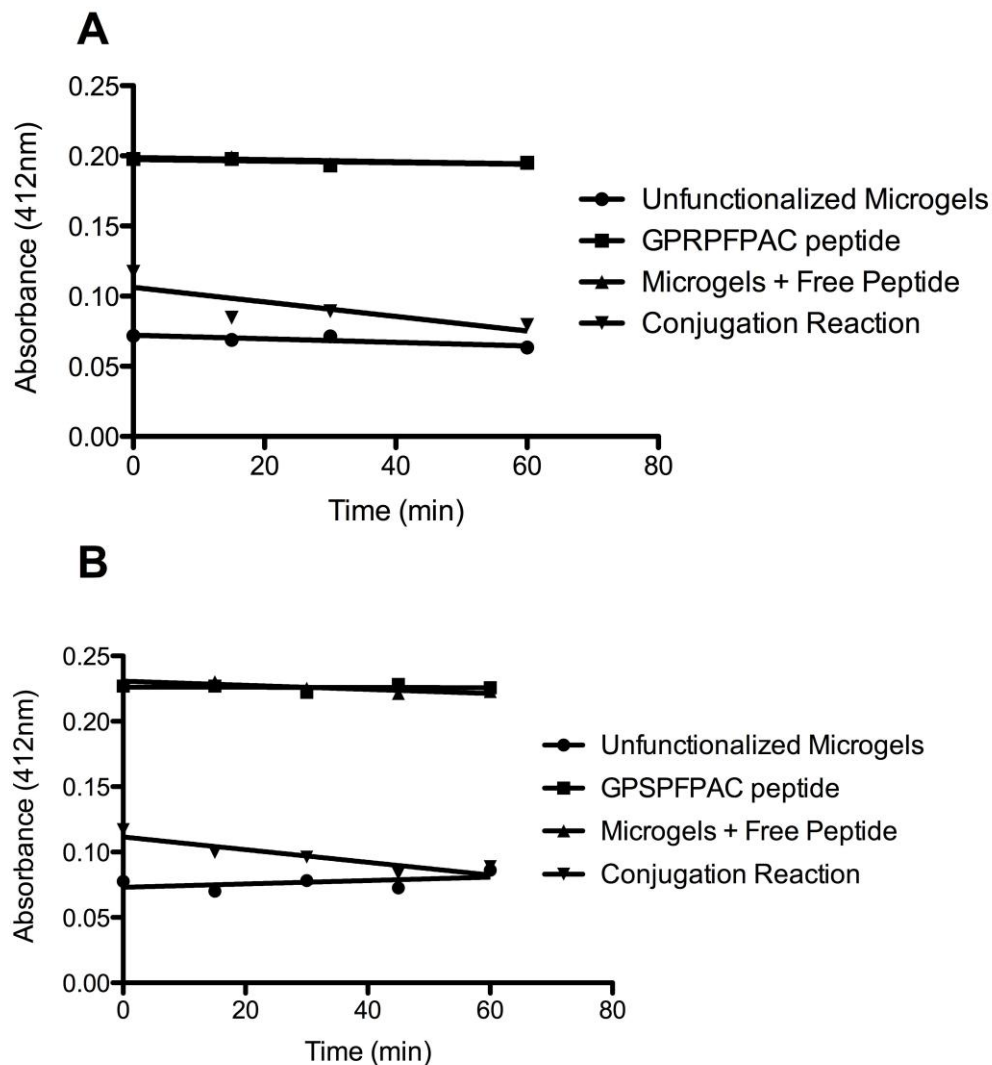 A
Absorbance (412nm)
0.25
0.20
0.15
0.10
0.05
0.00
0 20 40 60 80
Time (min)
Unfunctionalized Microgels
GPRPFPAC peptide
Microgels + Free Peptide
Conjugation Reaction
B
Absorbance (412nm)
0.25
0.20
0.15
0.10
0.05
0.00
0 20 40 60 80
Time (min)
Unfunctionalized Microgels
GPSPFPAC peptide
Microgels + Free Peptide
Conjugation Reaction